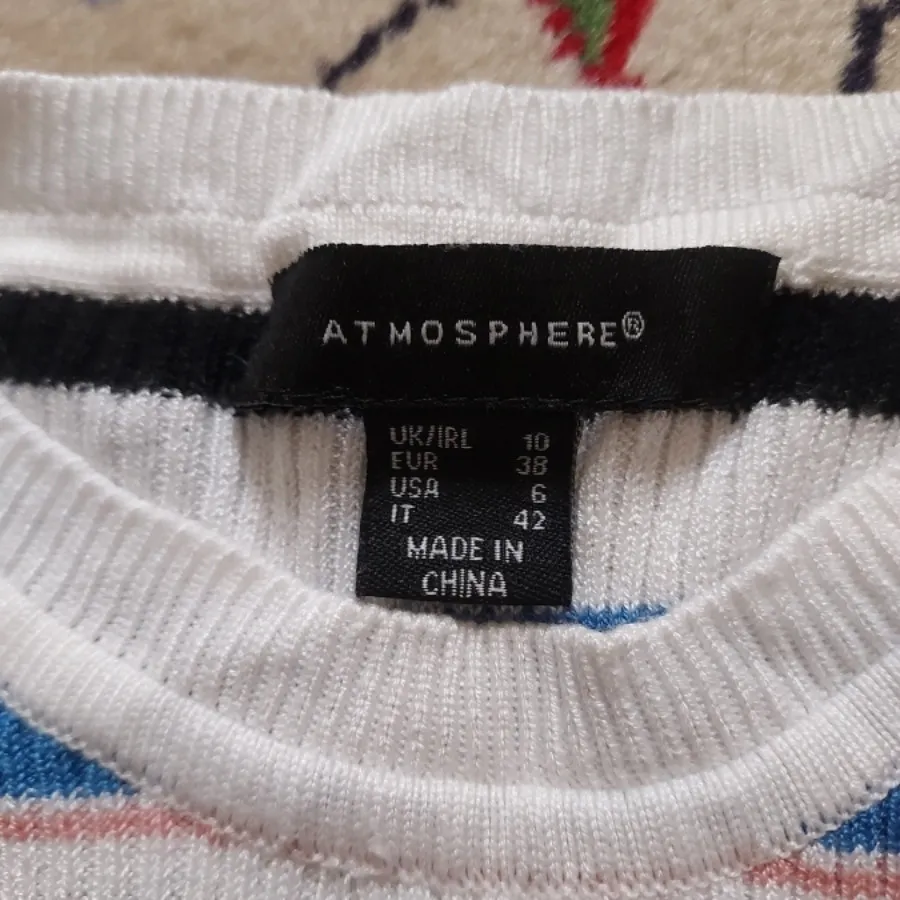 ATMOSPHERE®
UK/IRL 10
EUR 38
USA 6
IT 42
MADE IN
CHINA